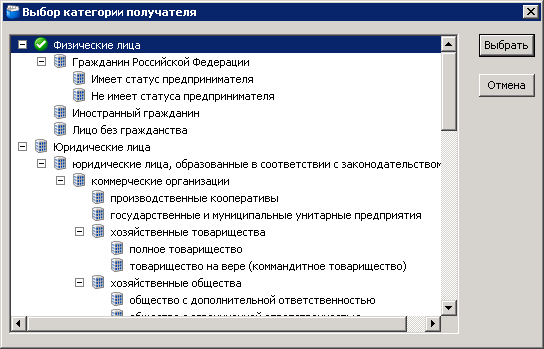 Выбор категории получателя
Физические лица
Выбрать
Гражданин Российской Федерации
Имеет статус предпринимателя
Отмена
Не имеет статуса предпринимателя
Иностранный гражданин
Лицо без гражданства
Юридические лица
юридические лица, образованные в соответствии с законодательством
коммерческие организации
производственные кооперативы
государственные и муниципальные унитарные предприятия
хозяйственные товарищества
полное товарищество
товарищество на вере (коммандитное товарищество)
хозяйственные общества
общество с дополнительной ответственностью
общество с ограниченной ответственностью